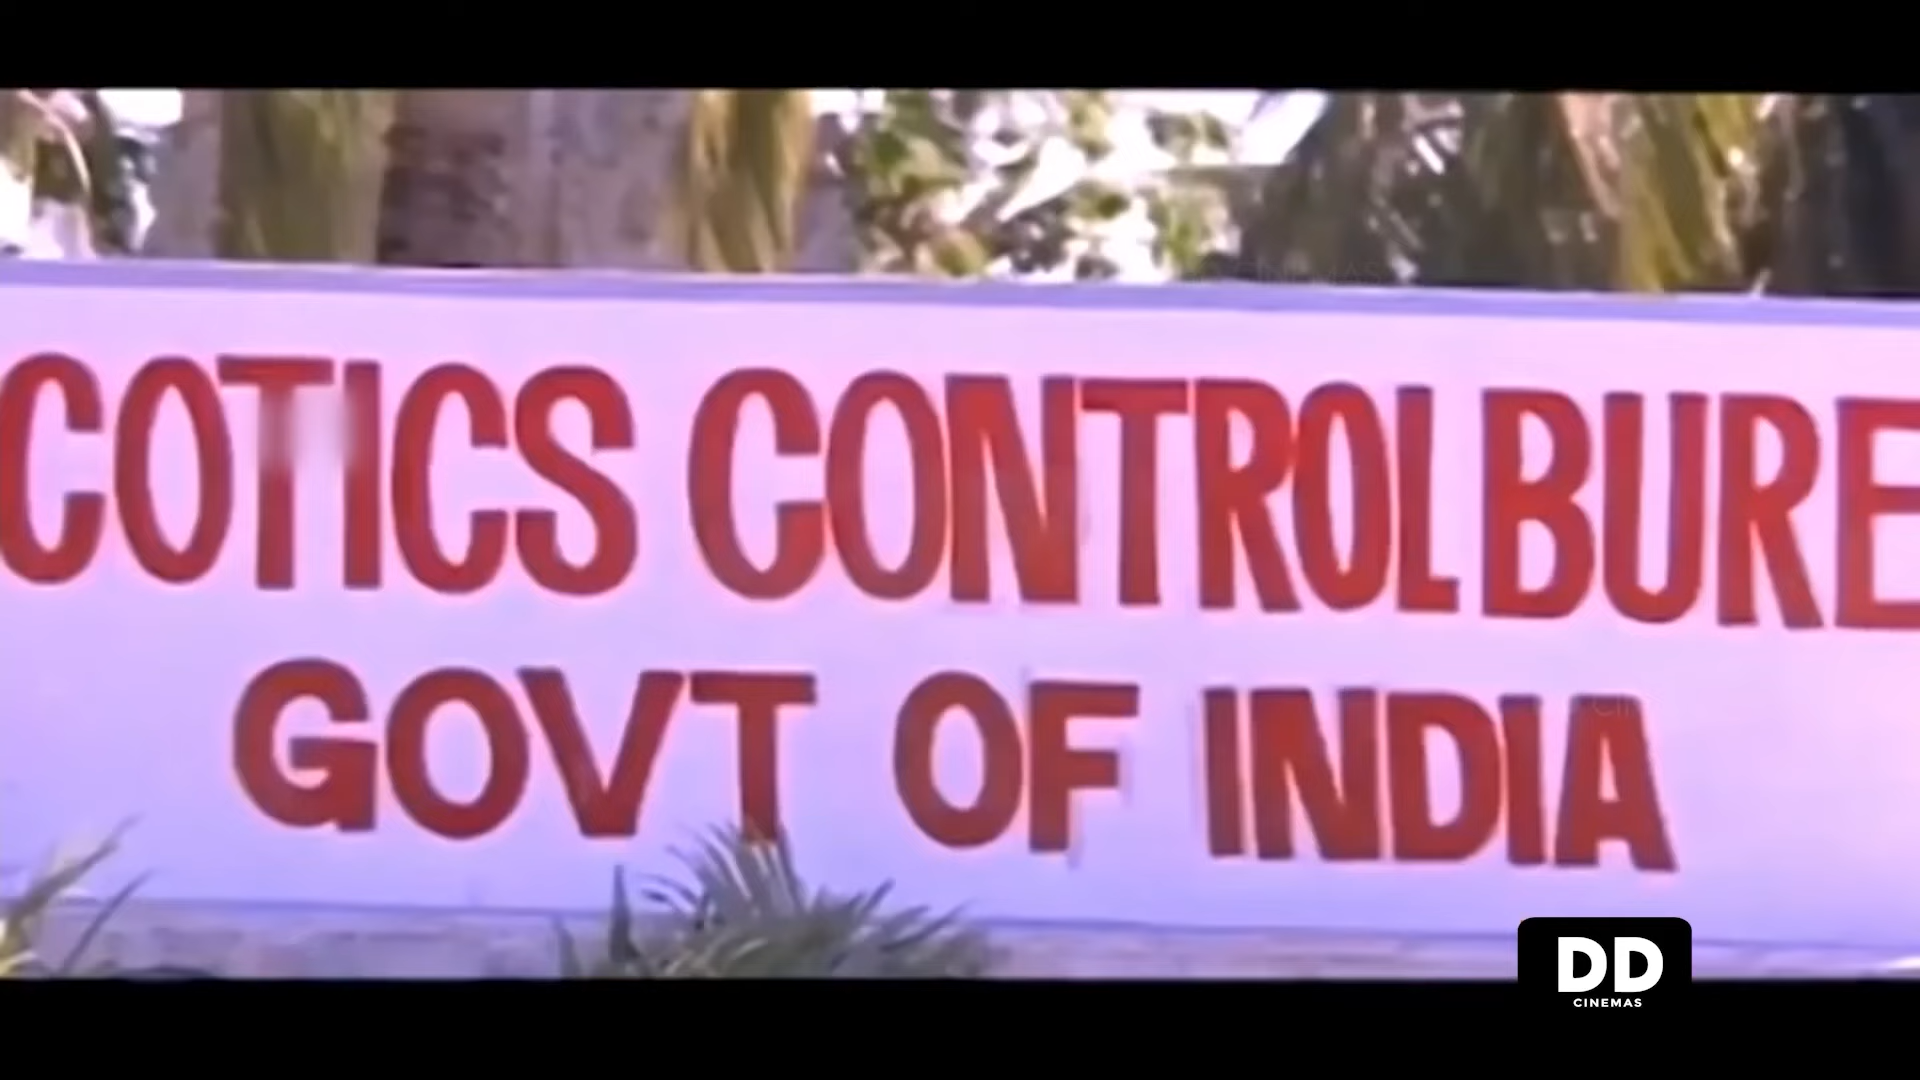 COTICS CONTROL BURE
GOVT OF INDIA
DD
CINEMAS